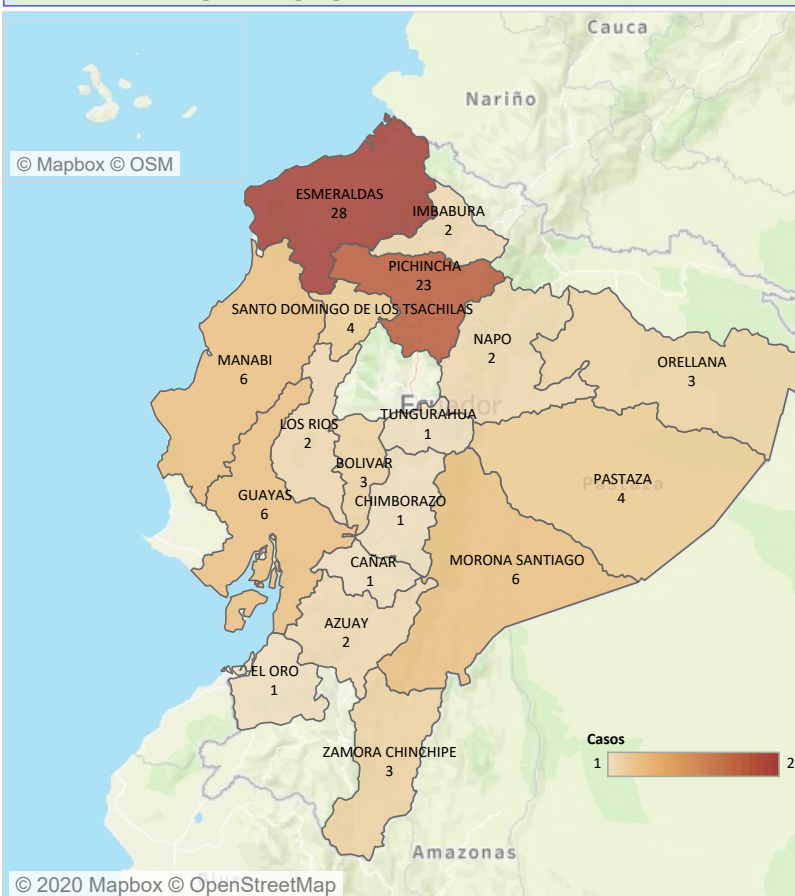 Cauca
Nariño
© Mapbox © OSM
ESMERALDAS
28
IMBABURA
2
PICHINCHA
23
SANTO DOMINGO DE LOS TSACHILAS
4
NAPO
2
MANABI
6
ORELLANA
3
Ecuador
TUNGURAHUA
1
LOS RIOS
2
BOLIVAR
3
PASTAZA
Pastaza
4
GUAYAS
6
CHIMBORAZO
1
CAÑAR
1
MORONA SANTIAGO
6
AZUAY
2
EL ORO
1
ZAMORA CHINCHIPE
3
Casos
1 2
Amazonas
© 2020 Mapbox © OpenStreetMap